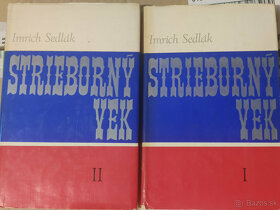 Imrich Sedlák
STRIEBORNÝ
VEK
II
Imrich Sedlák
STRIEBORNÝ
VEK
I
Bazos.sk